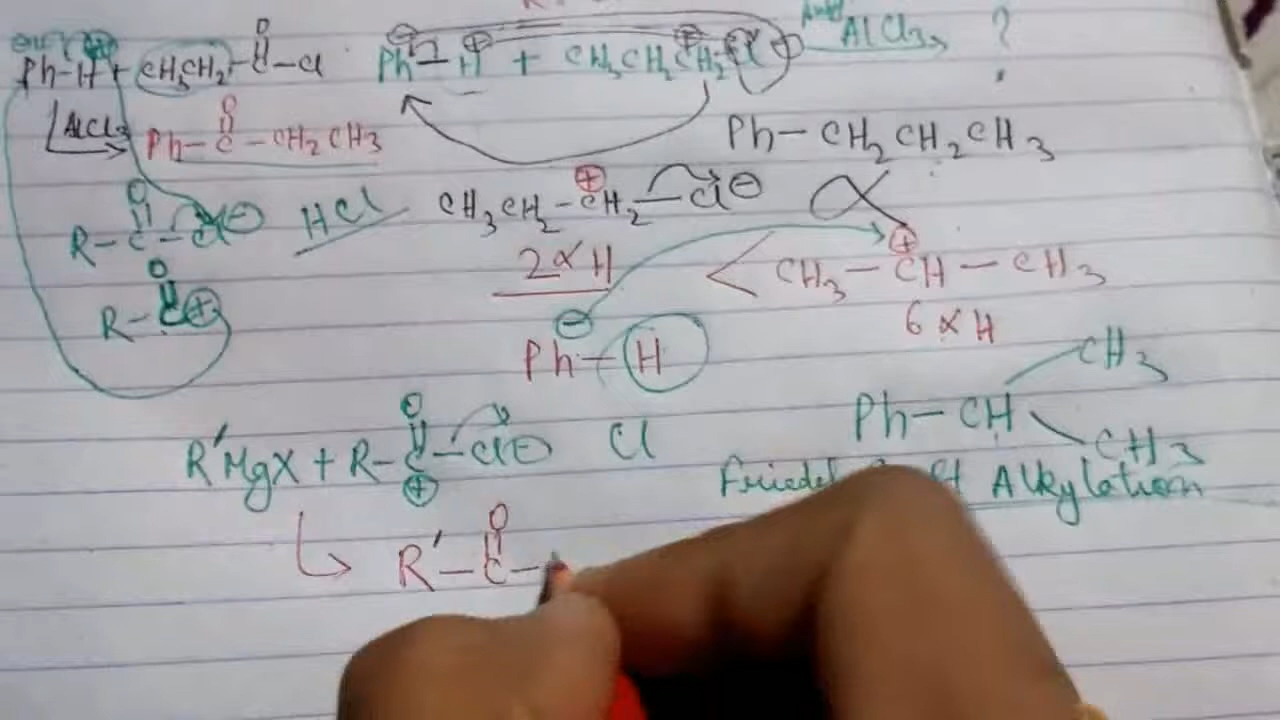 Ph-H + CH3CH2-C-Cl
O
AlCl3
O
Ph-C-CH2CH3
O
R-C-Cl⊖ HCl
O
R-C⊕
Ph-H + CH3CH2CH2-Cl AlCl3 ?
Ph-CH2CH2CH3
CH3CH2-CH2-Cl⊖
⊕
2αH
< CH3-CH-CH3
⊕
6αH
⊖
Ph-H
Ph-CH
CH3
CH3
Alkylation
O
R'MgX + R-C-Cl⊖ Cl
⊕
O
R'-C-